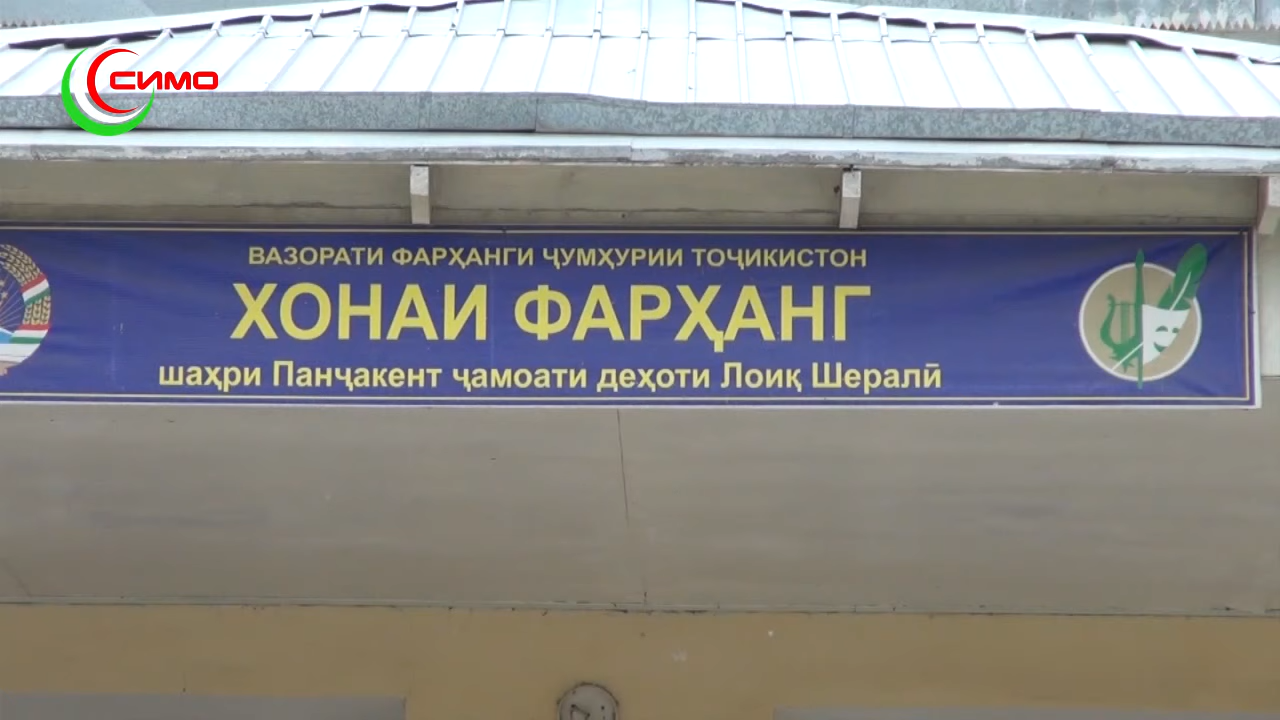 СИМО
ВАЗОРАТИ ФАРҲАНГИ ҶУМҲУРИИ ТОҶИКИСТОН
ХОНАИ ФАРҲАНГ
шаҳри Панҷакент ҷамоати деҳоти Лоиқ Шералӣ